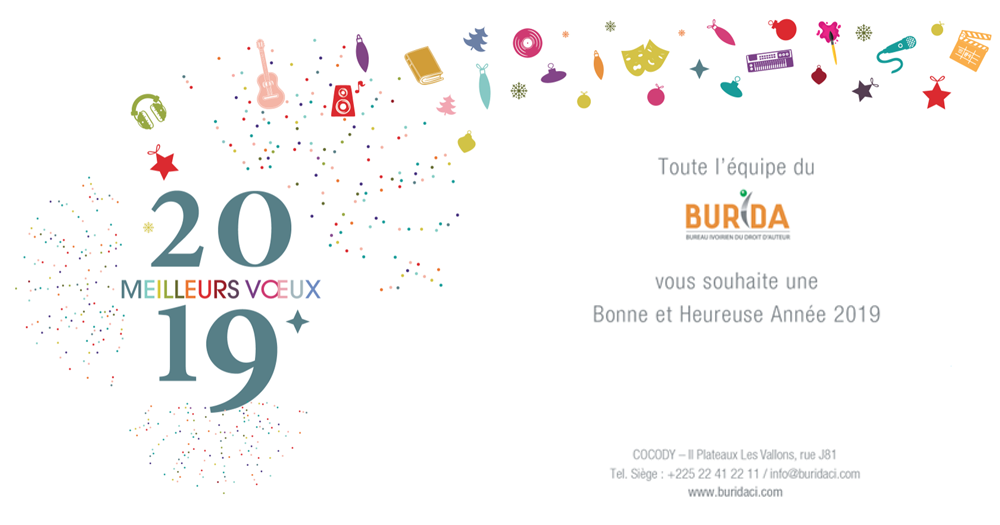 20
MEILLEURS VŒUX
19
Toute l'équipe du
BURIDA
BUREAU IVOIRIEN DU DROIT D'AUTEUR
vous souhaite une
Bonne et Heureuse Année 2019
COCODY – II Plateaux Les Vallons, rue J81
Tel. Siège : +225 22 41 22 11 / info@buridaci.com
www.buridaci.com